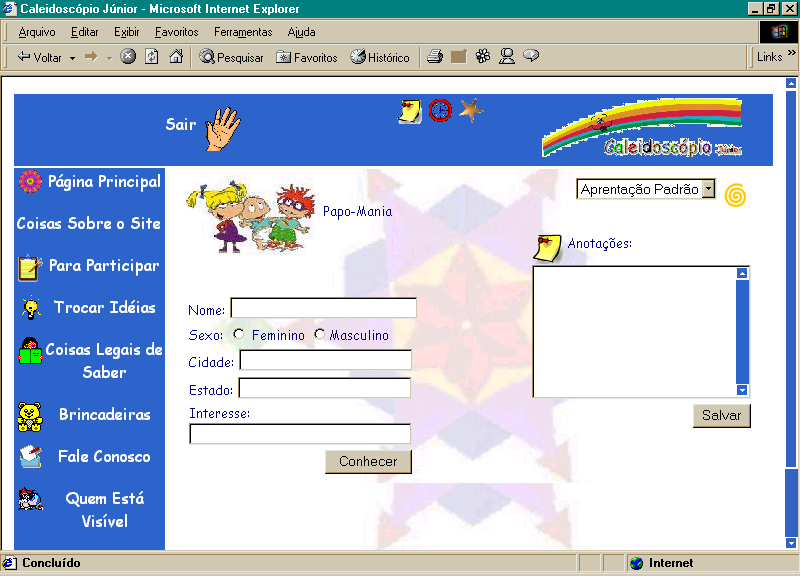 Caleidoscópio Júnior - Microsoft Internet Explorer
Arquivo Editar Exibir Favoritos Ferramentas Ajuda
Voltar Pesquisar Favoritos Histórico Links »
Sair
Caleidoscópio Júnior
Página Principal
Coisas Sobre o Site
Para Participar
Trocar Idéias
Coisas Legais de
Saber
Brincadeiras
Fale Conosco
Quem Está
Visível
Papo-Mania
Aprentação Padrão
Nome:
Sexo: Feminino Masculino
Cidade:
Estado:
Interesse:
Conhecer
Anotações:
Salvar
Concluído Internet